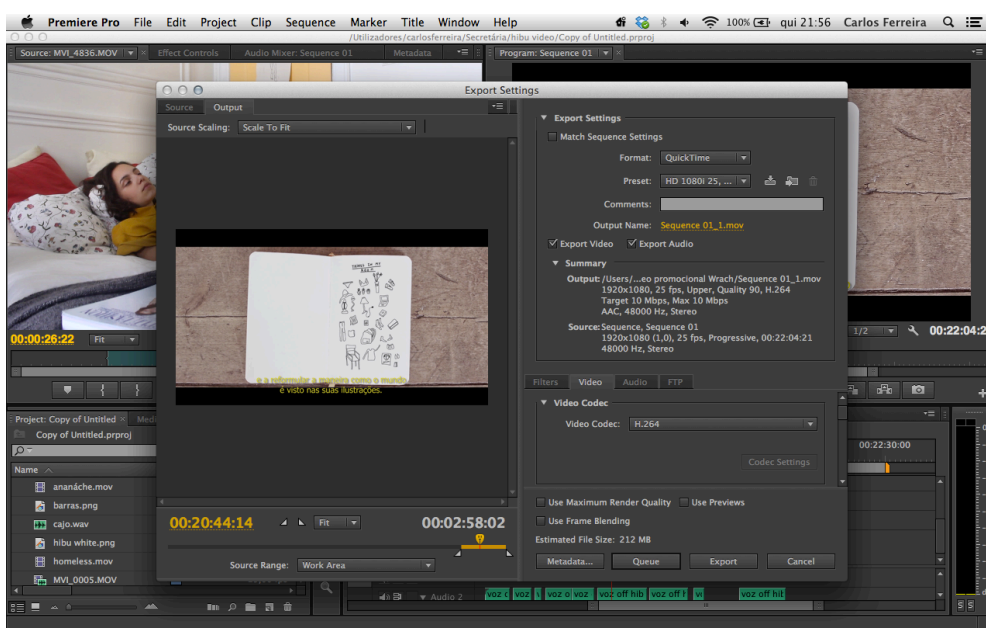 Premiere Pro File Edit Project Clip Sequence Marker Title Window Help 100% qui 21:56 Carlos Ferreira
/Utilizadores/carlosferreira/Secretária/hibu video/Copy of Untitled.prproj
Source: MVI_4836.MOV Effect Controls Audio Mixer: Sequence 01 Metadata Program: Sequence 01
Export Settings
Source Output
Source Scaling: Scale To Fit
Export Settings
Match Sequence Settings
Format: QuickTime
Preset: HD 1080i 25, ...
Comments:
Output Name: Sequence 01_1.mov
Export Video Export Audio
Summary
Output: /Users/...eo promocional Wrach/Sequence 01_1.mov
1920x1080, 25 fps, Upper, Quality 90, H.264
Target 10 Mbps, Max 10 Mbps
AAC, 48000 Hz, Stereo
Source: Sequence, Sequence 01
1920x1080 (1,0), 25 fps, Progressive, 00:22:04:21
48000 Hz, Stereo
e a reformular a maneira como o mundo
é visto nas suas ilustrações.
00:00:26:22 Fit
1/2 00:22:04:2
Filters Video Audio FTP
Video Codec
Video Codec: H.264
Codec Settings
Project: Copy of Untitled Med
Copy of Untitled.prproj
00:22:30:00
Name
ananáche.mov
barras.png
cajo.wav
hibu white.png
homeless.mov
MVI_0005.MOV
00:20:44:14 Fit 00:02:58:02
Source Range: Work Area
Use Maximum Render Quality Use Previews
Use Frame Blending
Estimated File Size: 212 MB
Metadata... Queue Export Cancel
Audio 2 voz c voz voz o voz voz off hib voz off h vo voz off hib
S S